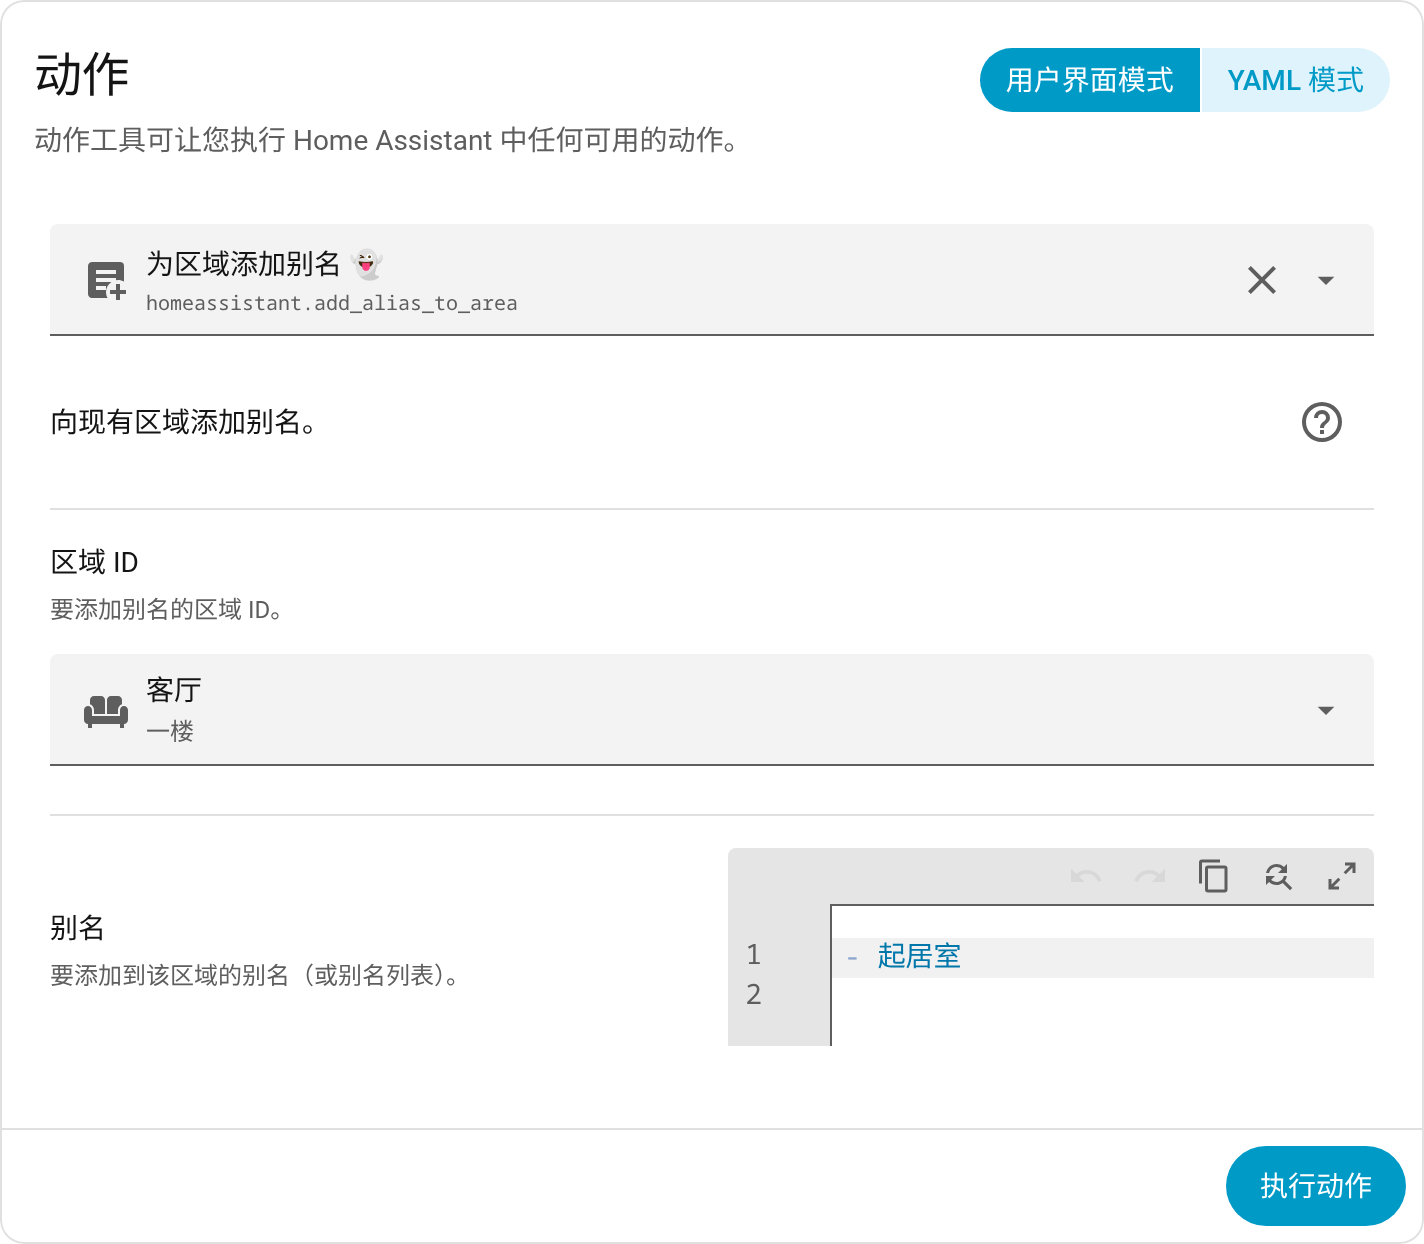 动作
用户界面模式
YAML 模式
动作工具可让您执行 Home Assistant 中任何可用的动作。
为区域添加别名 👻
homeassistant.add_alias_to_area
向现有区域添加别名。
区域 ID
要添加别名的区域 ID。
客厅
一楼
别名
要添加到该区域的别名（或别名列表）。
1
- 起居室
2
执行动作